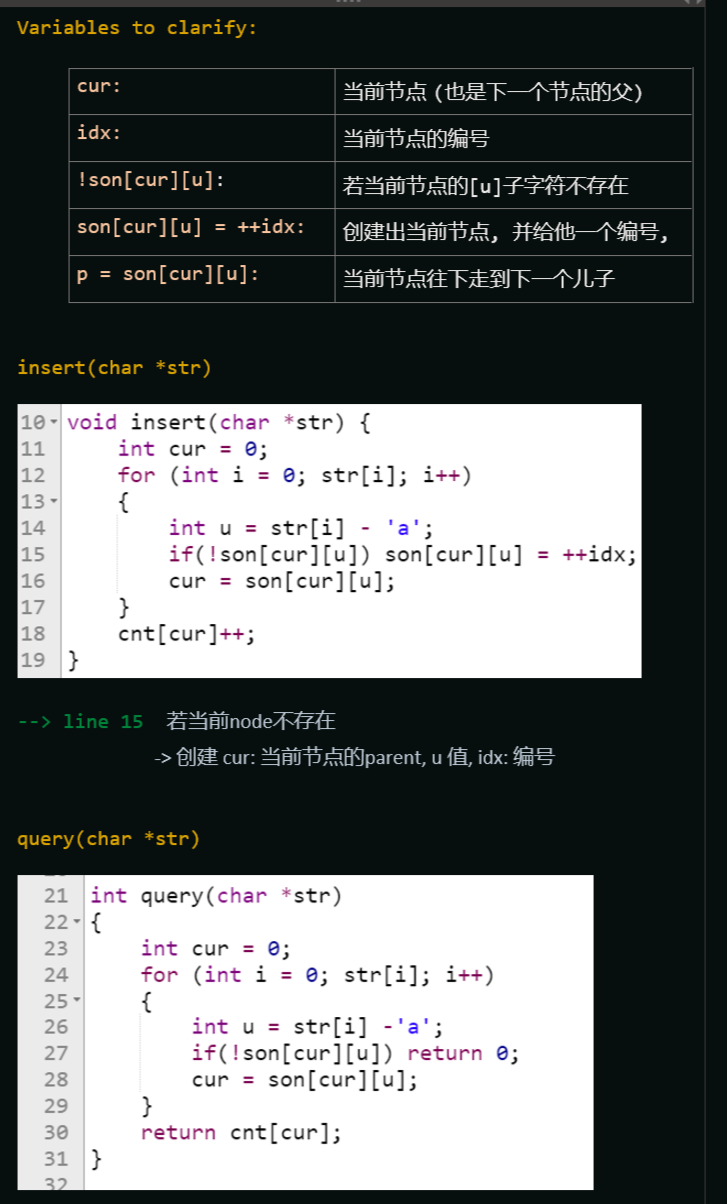 Variables to clarify:
cur: 当前节点 (也是下一个节点的父)
idx: 当前节点的编号
!son[cur][u]: 若当前节点的[u]子字符不存在
son[cur][u] = ++idx: 创建出当前节点, 并给他一个编号,
p = son[cur][u]: 当前节点往下走到下一个儿子
insert(char *str)
10 void insert(char *str) {
11     int cur = 0;
12     for (int i = 0; str[i]; i++)
13     {
14         int u = str[i] - 'a';
15         if(!son[cur][u]) son[cur][u] = ++idx;
16         cur = son[cur][u];
17     }
18     cnt[cur]++;
19 }
--> line 15 若当前node不存在
-> 创建 cur: 当前节点的parent, u 值, idx: 编号
query(char *str)
21 int query(char *str)
22 {
23     int cur = 0;
24     for (int i = 0; str[i]; i++)
25     {
26         int u = str[i] -'a';
27         if(!son[cur][u]) return 0;
28         cur = son[cur][u];
29     }
30     return cnt[cur];
31 }
32